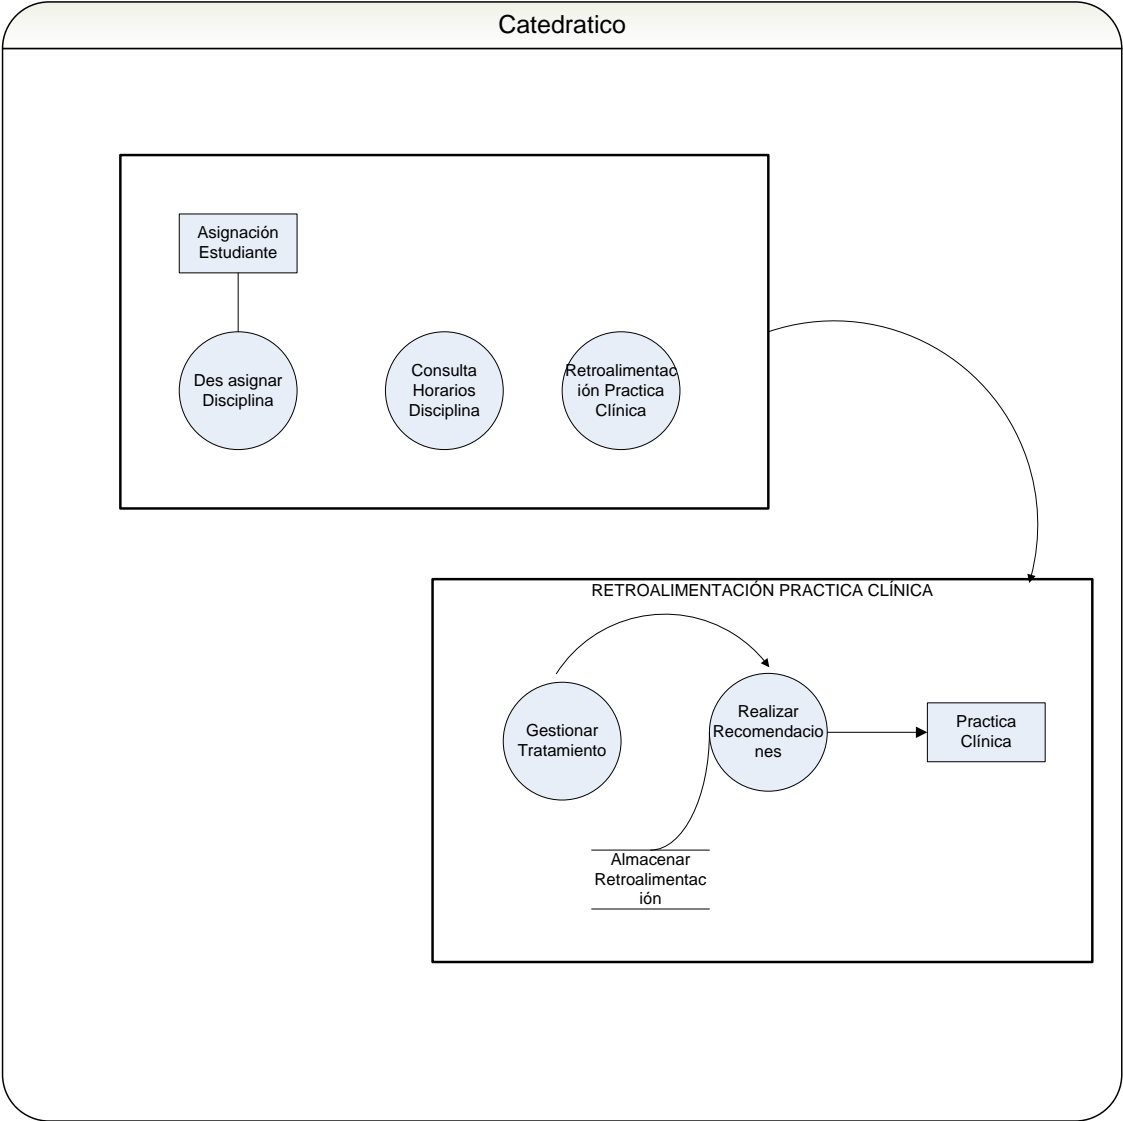 Catedratico
Asignación
Estudiante
Des asignar
Disciplina
Consulta
Horarios
Disciplina
Retroalimentac
ión Practica
Clínica
RETROALIMENTACIÓN PRACTICA CLÍNICA
Gestionar
Tratamiento
Realizar
Recomendacio
nes
Practica
Clínica
Almacenar
Retroalimentac
ión